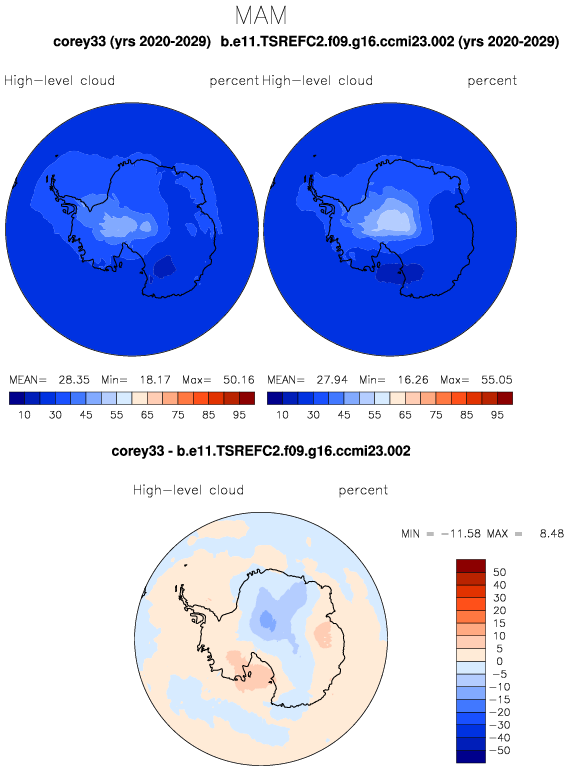 MAM
corey33 (yrs 2020-2029) b.e11.TSREFC2.f09.g16.ccmi23.002 (yrs 2020-2029)
High-level cloud percent High-level cloud percent
MEAN= 28.35 Min= 18.17 Max= 50.16 MEAN= 27.94 Min= 16.26 Max= 55.05
10 30 45 55 65 75 85 95 10 30 45 55 65 75 85 95
corey33 - b.e11.TSREFC2.f09.g16.ccmi23.002
High-level cloud percent
MIN = -11.58 MAX = 8.48
50
40
30
20
15
10
5
0
-5
-10
-15
-20
-30
-40
-50